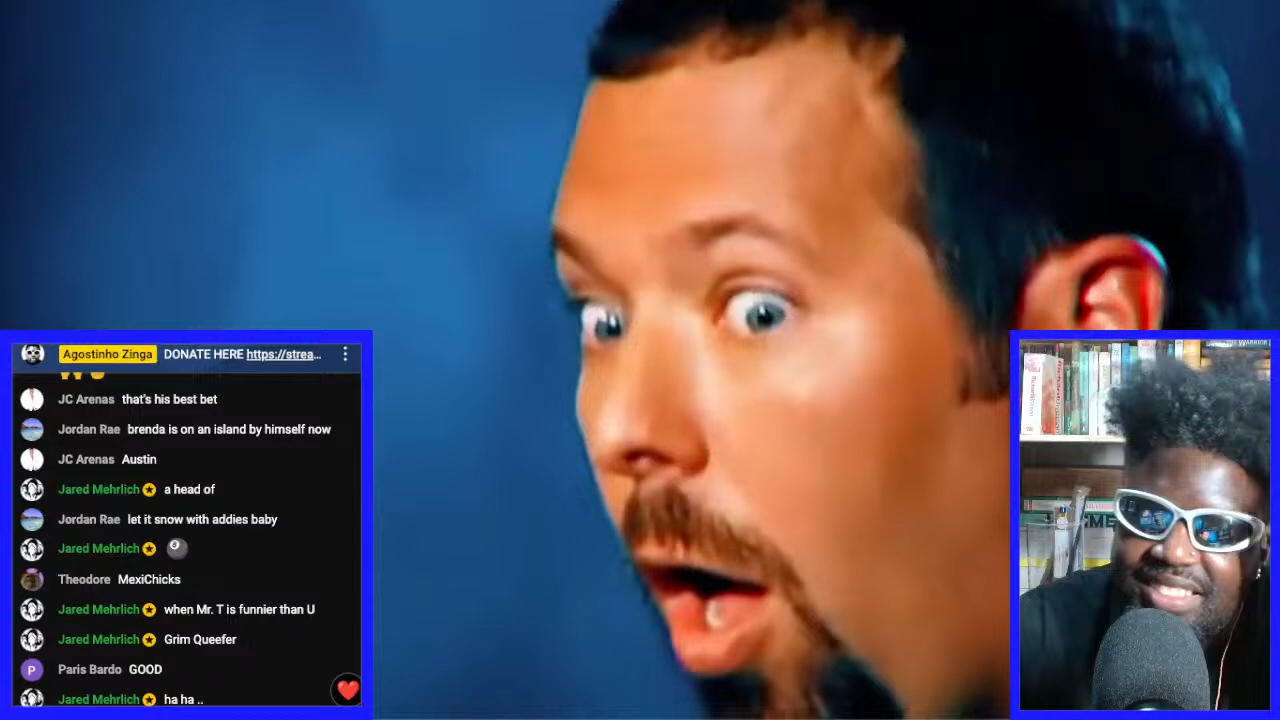 Agostinho Zinga DONATE HERE https://strea...
JC Arenas that's his best bet
Jordan Rae brenda is on an island by himself now
JC Arenas Austin
Jared Mehrlich a head of
Jordan Rae let it snow with addies baby
Jared Mehrlich 🎱
Theodore MexiChicks
Jared Mehrlich when Mr. T is funnier than U
Jared Mehrlich Grim Queefer
P Paris Bardo GOOD
Jared Mehrlich ha ha ..